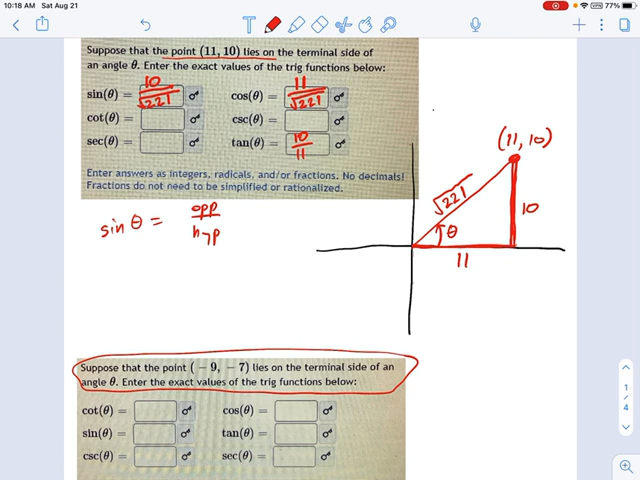 10:18 AM Sat Aug 21
77%
Suppose that the point (11, 10) lies on the terminal side of
an angle θ. Enter the exact values of the trig functions below:
sin(θ) = 10/√221 cos(θ) = 11/√221
cot(θ) = csc(θ) =
sec(θ) = tan(θ) = 10/11
Enter answers as integers, radicals, and/or fractions. No decimals!
Fractions do not need to be simplified or rationalized.
sin θ = opp/hyp
(11, 10)
√221
10
θ
11
Suppose that the point (−9, −7) lies on the terminal side of an
angle θ. Enter the exact values of the trig functions below:
cot(θ) = cos(θ) =
sin(θ) = tan(θ) =
csc(θ) = sec(θ) =
1
/
4